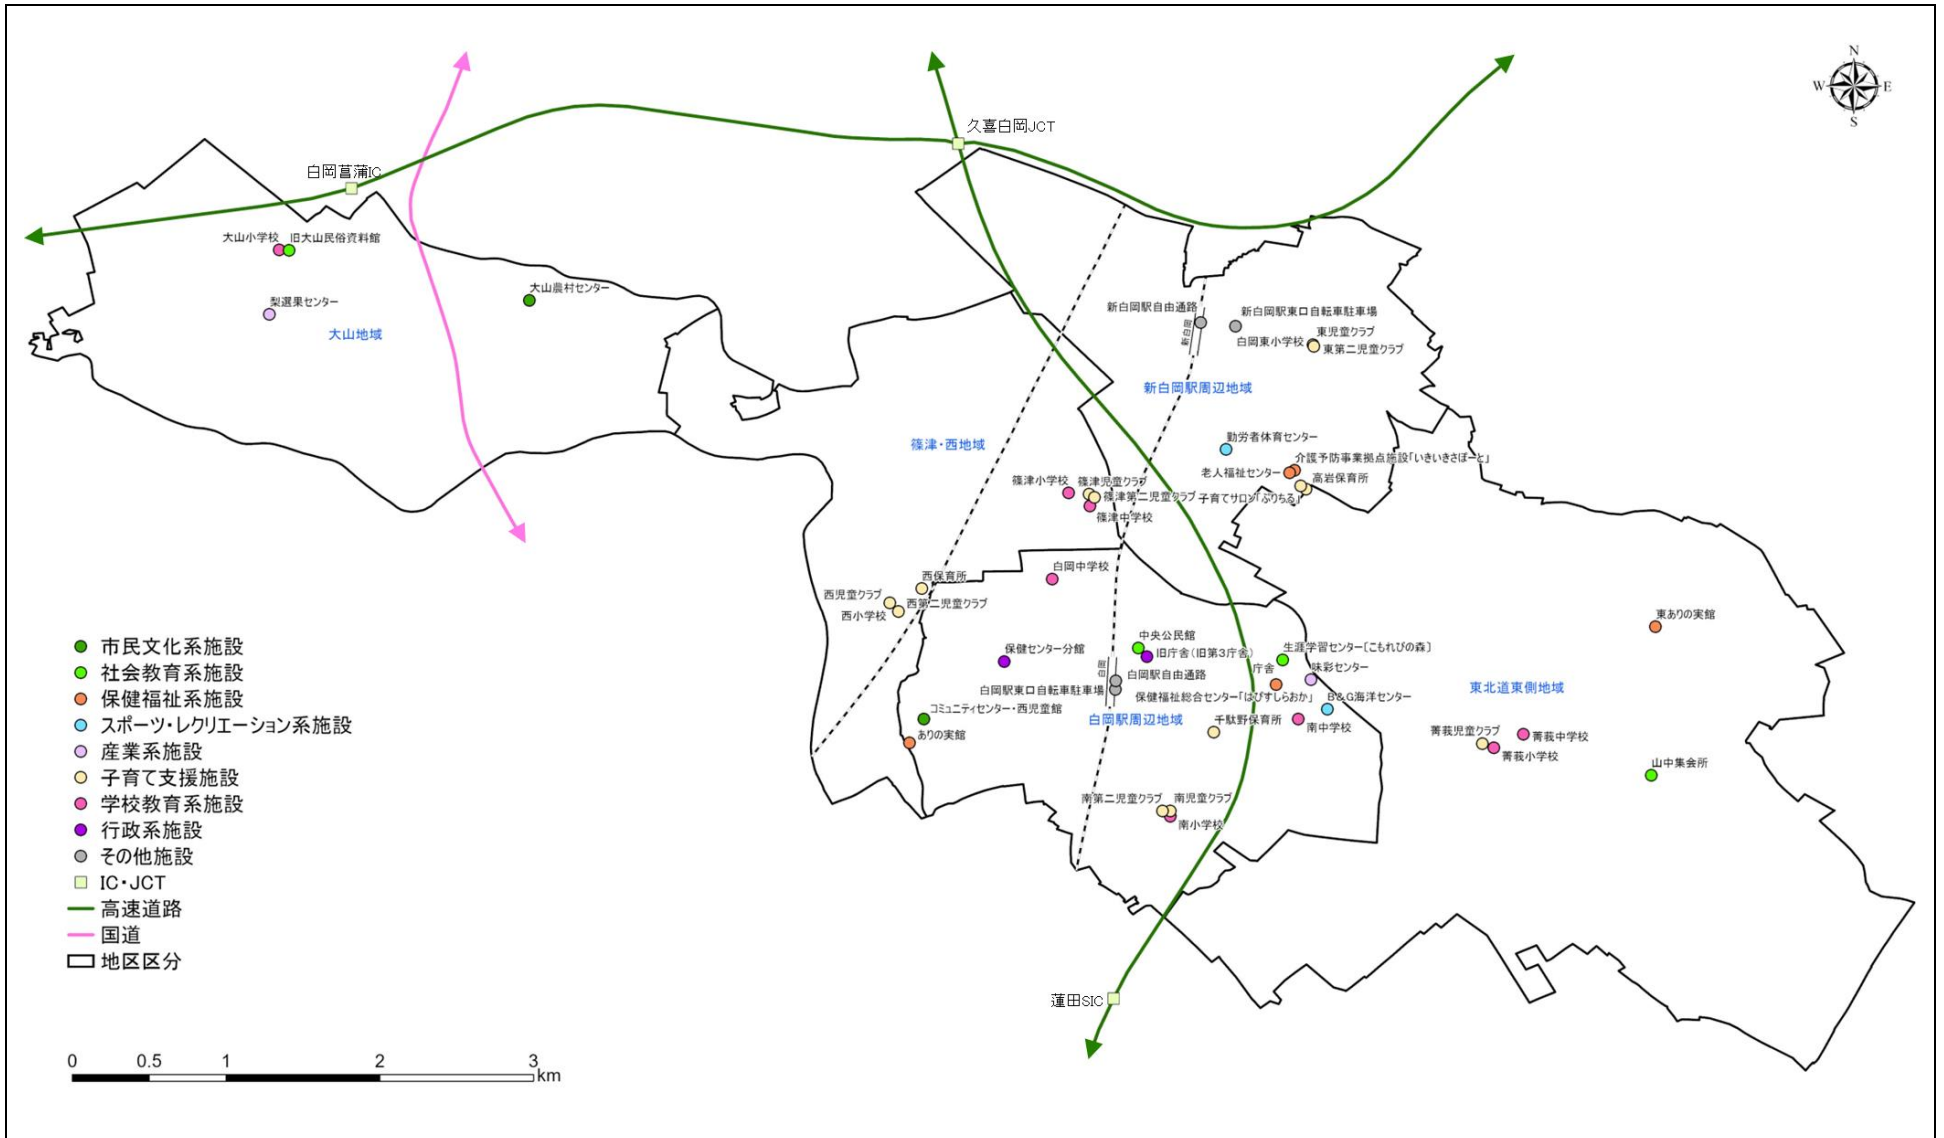 N
W
E
S
久喜白岡JCT
白岡菖蒲IC
大山小学校
旧大山民俗資料館
大山農村センター
梨選果センター
大山地域
新白岡駅自由通路
新白岡
新白岡駅東口自転車駐車場
東児童クラブ
白岡東小学校
東第二児童クラブ
新白岡駅周辺地域
篠津・西地域
勤労者体育センター
介護予防事業拠点施設「いきいきさぽーと」
老人福祉センター
高岩保育所
子育てサロン「ぷりちる」
篠津小学校
篠津児童クラブ
篠津第二児童クラブ
篠津中学校
白岡中学校
西保育所
西児童クラブ
西第二児童クラブ
西小学校
東ありの実館
中央公民館
旧庁舎（旧第3庁舎）
保健センター分館
生涯学習センター〔こもれびの森〕
庁舎
味彩センター
白岡
白岡駅自由通路
白岡駅東口自転車駐車場
保健福祉総合センター「はぴすしらおか」
B&G海洋センター
東北道東側地域
コミュニティセンター・西児童館
白岡駅周辺地域
千駄野保育所
南中学校
ありの実館
菁莪児童クラブ
菁莪中学校
菁莪小学校
山中集会所
南第二児童クラブ
南児童クラブ
南小学校
蓮田SIC
市民文化系施設
社会教育系施設
保健福祉系施設
スポーツ・レクリエーション系施設
産業系施設
子育て支援施設
学校教育系施設
行政系施設
その他施設
IC・JCT
高速道路
国道
地区区分
0 0.5 1 2 3
km